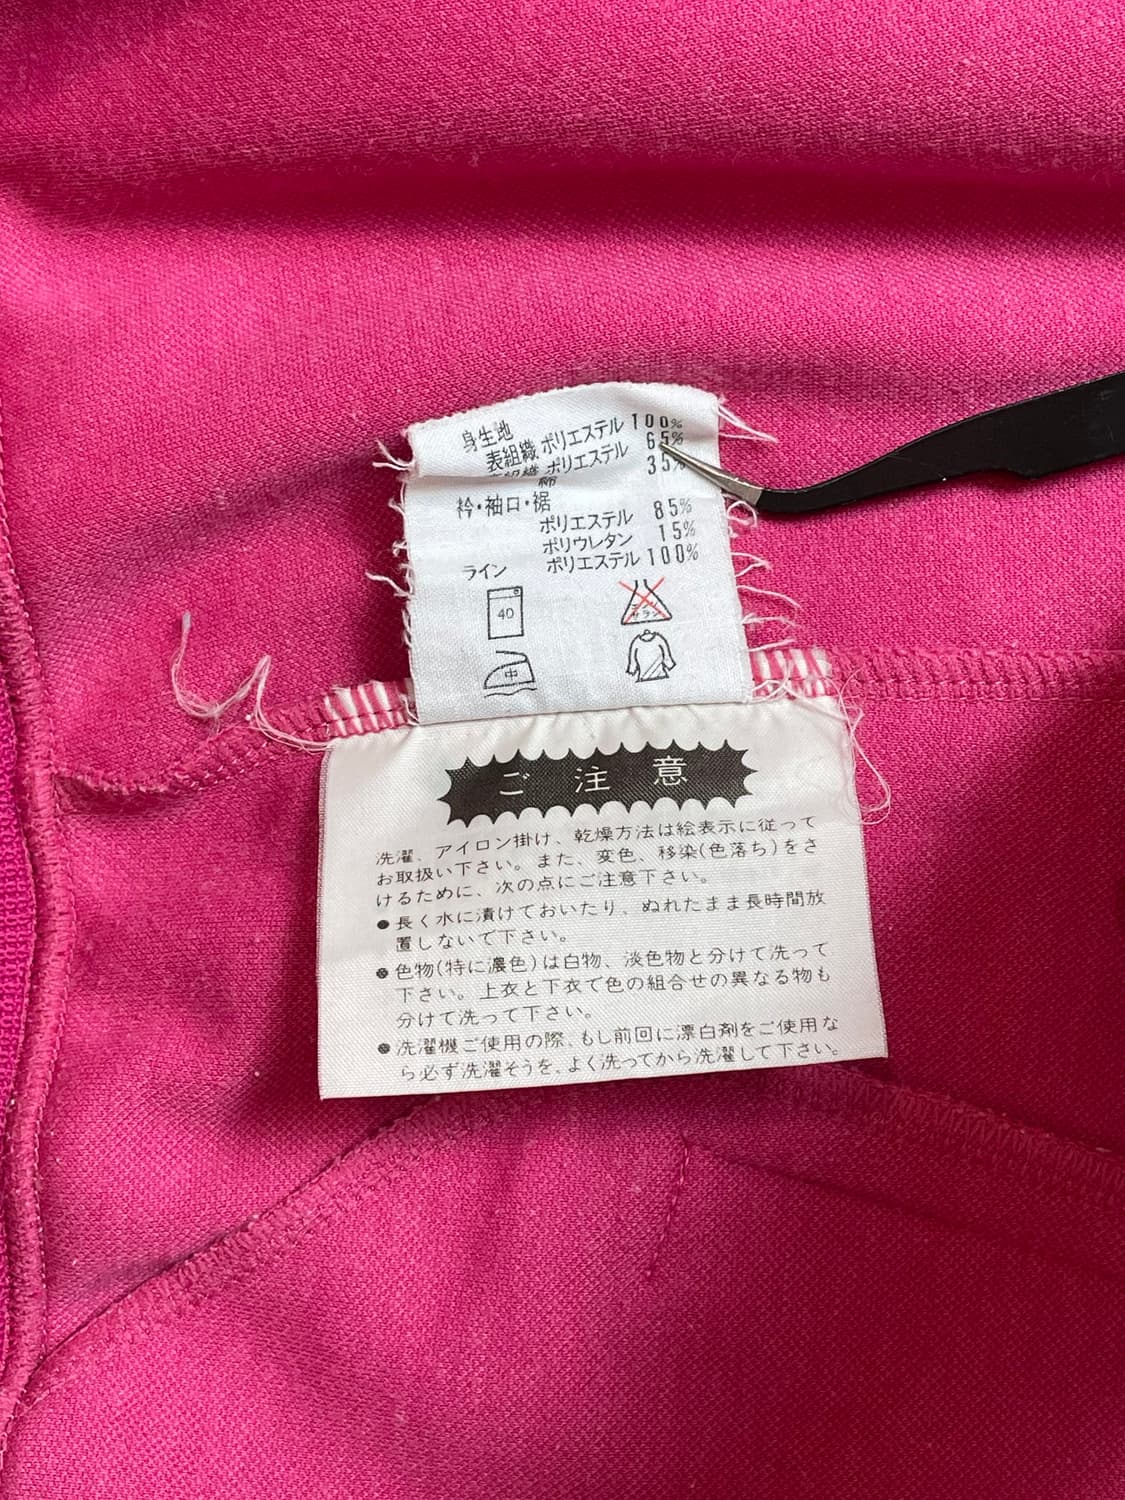 身生地
表組織 ポリエステル 100%
裏組織 ポリエステル 65%
綿 35%
衿・袖口・裾
ポリエステル 85%
ポリウレタン 15%
ライン ポリエステル 100%
40
エンソ
サラシ
中
ご注意
洗濯、アイロン掛け、乾燥方法は絵表示に従って
お取扱い下さい。また、変色、移染(色落ち)をさ
けるために、次の点にご注意下さい。
●長く水に漬けておいたり、ぬれたまま長時間放
置しないで下さい。
●色物(特に濃色)は白物、淡色物と分けて洗って
下さい。上衣と下衣で色の組合せの異なる物も
分けて洗って下さい。
●洗濯機ご使用の際、もし前回に漂白剤をご使用な
ら必ず洗濯そうを、よく洗ってから洗濯して下さい。